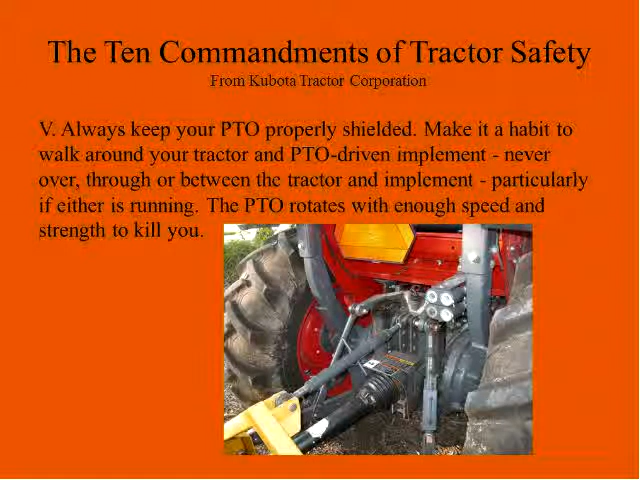 The Ten Commandments of Tractor Safety
From Kubota Tractor Corporation
V. Always keep your PTO properly shielded. Make it a habit to
walk around your tractor and PTO-driven implement - never
over, through or between the tractor and implement - particularly
if either is running. The PTO rotates with enough speed and
strength to kill you.